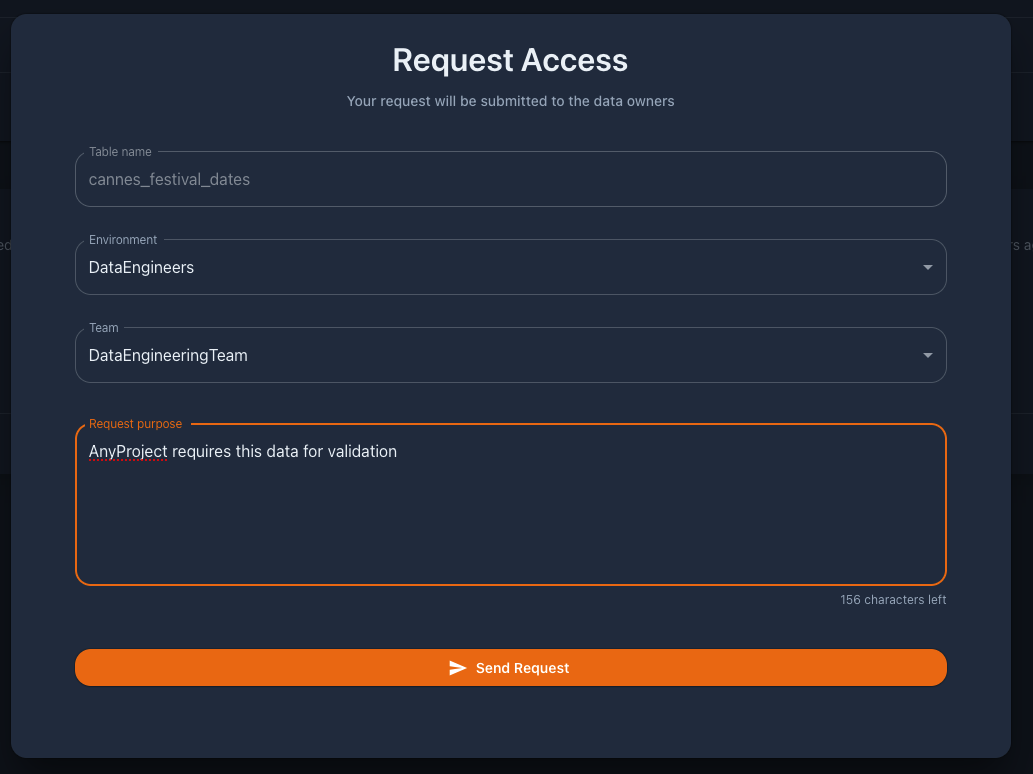 Request Access
Your request will be submitted to the data owners
Table name
cannes_festival_dates
Environment
DataEngineers
Team
DataEngineeringTeam
Request purpose
AnyProject requires this data for validation
156 characters left
Send Request